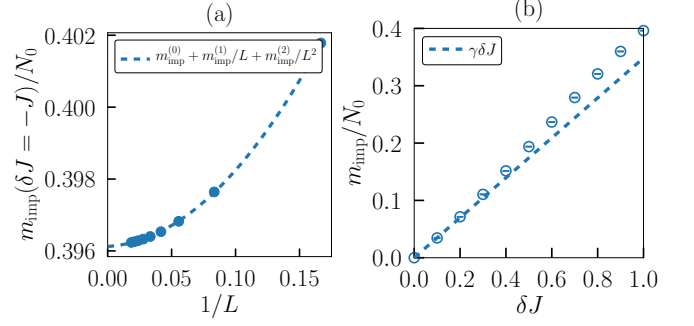 (a)
m_imp(δJ = −J)/N_0
0.402
0.400
0.398
0.396
m_imp^(0) + m_imp^(1)/L + m_imp^(2)/L^2
0.00 0.05 0.10 0.15
1/L
(b)
m_imp/N_0
0.4
0.3
0.2
0.1
0.0
γδJ
0.0 0.2 0.4 0.6 0.8 1.0
δJ